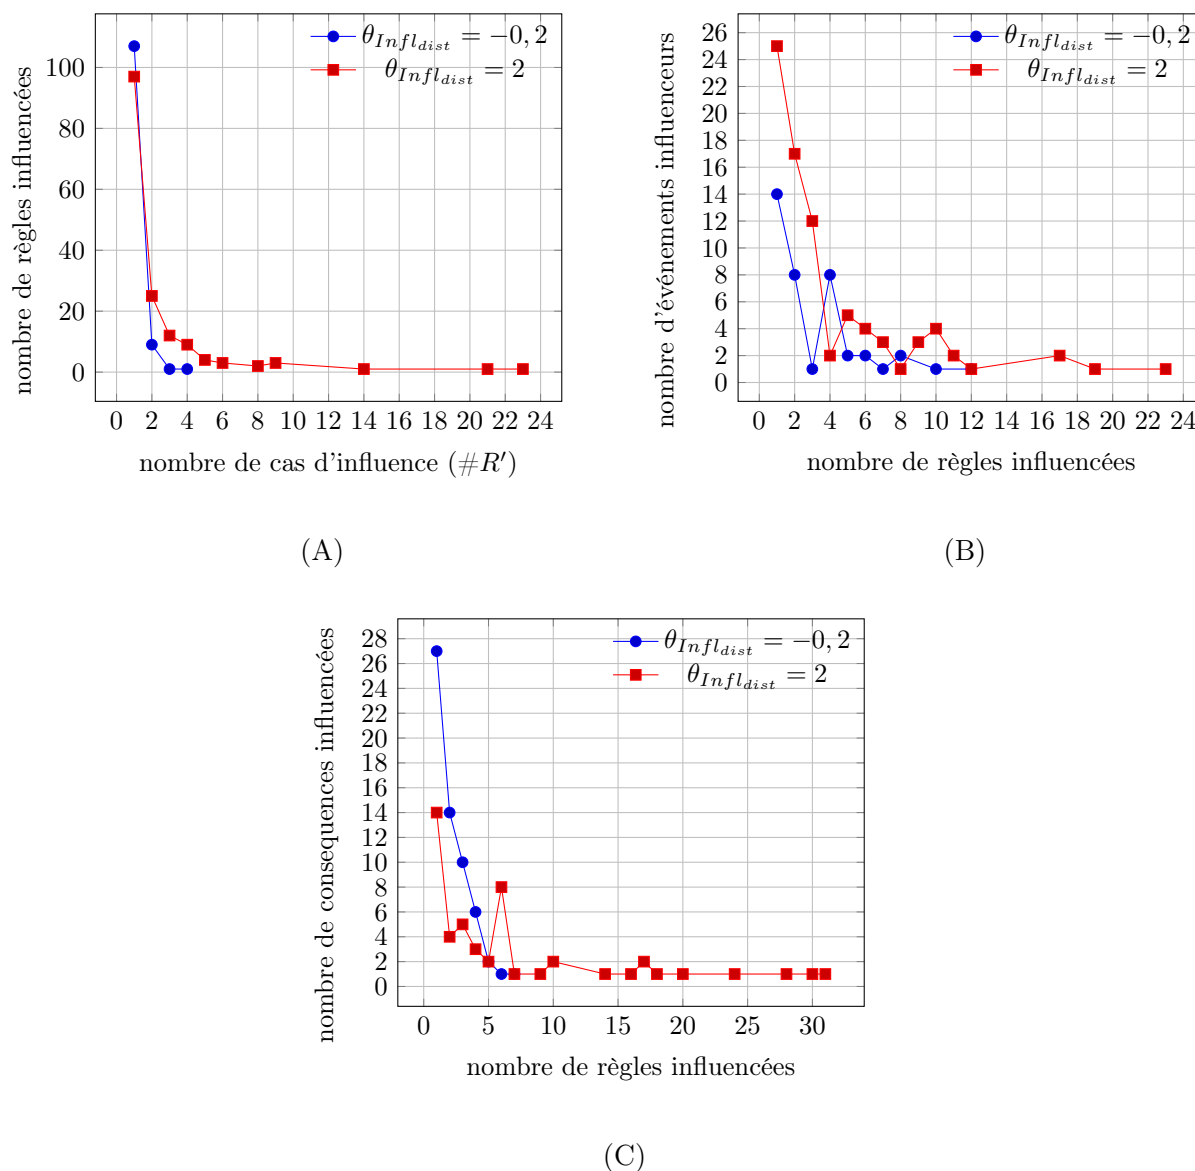 θ_{Infl_{dist}} = −0, 2
θ_{Infl_{dist}} = 2
nombre de règles influencées
100
80
60
40
20
0
0 2 4 6 8 10 12 14 16 18 20 22 24
nombre de cas d'influence (#R′)
(A)
θ_{Infl_{dist}} = −0, 2
θ_{Infl_{dist}} = 2
nombre d'événements influenceurs
26
24
22
20
18
16
14
12
10
8
6
4
2
0
0 2 4 6 8 10 12 14 16 18 20 22 24
nombre de règles influencées
(B)
θ_{Infl_{dist}} = −0, 2
θ_{Infl_{dist}} = 2
nombre de consequences influencées
28
26
24
22
20
18
16
14
12
10
8
6
4
2
0
0 5 10 15 20 25 30
nombre de règles influencées
(C)